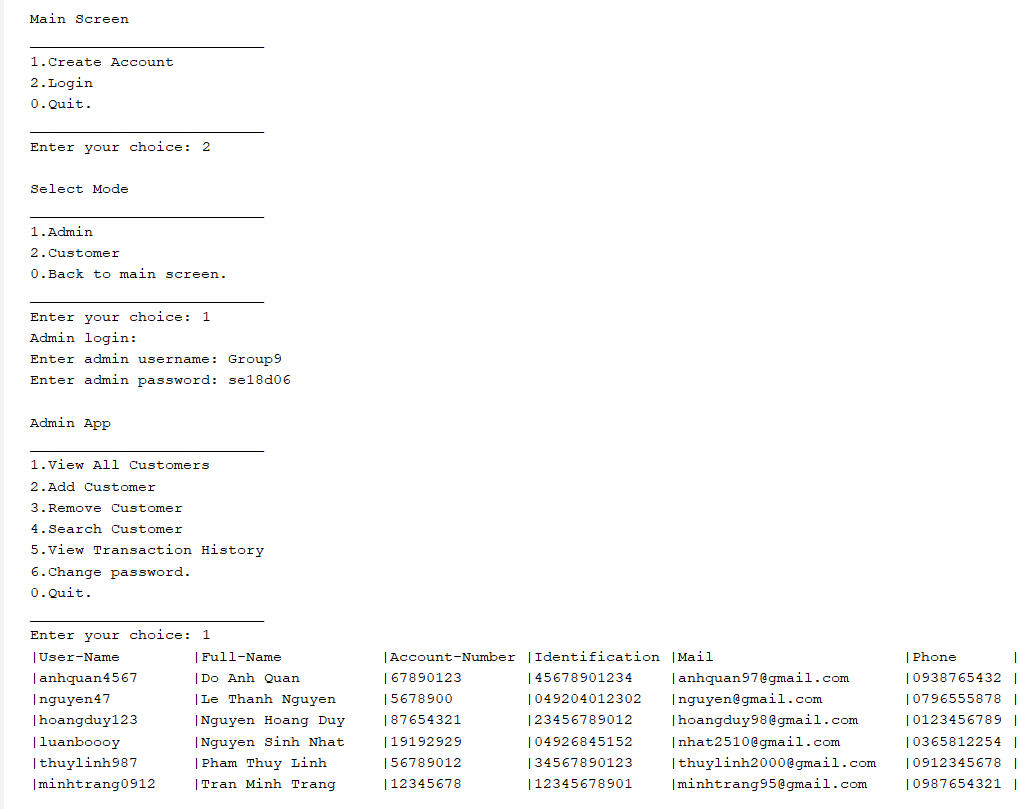 Main Screen
__________________________
1.Create Account
2.Login
0.Quit.
__________________________
Enter your choice: 2
Select Mode
__________________________
1.Admin
2.Customer
0.Back to main screen.
__________________________
Enter your choice: 1
Admin login:
Enter admin username: Group9
Enter admin password: se18d06
Admin App
__________________________
1.View All Customers
2.Add Customer
3.Remove Customer
4.Search Customer
5.View Transaction History
6.Change password.
0.Quit.
__________________________
Enter your choice: 1
|User-Name        |Full-Name           |Account-Number |Identification |Mail                     |Phone      |
|anhquan4567      |Do Anh Quan         |67890123       |45678901234    |anhquan97@gmail.com      |0938765432 |
|nguyen47         |Le Thanh Nguyen     |5678900        |049204012302   |nguyen@gmail.com         |0796555878 |
|hoangduy123      |Nguyen Hoang Duy    |87654321       |23456789012    |hoangduy98@gmail.com     |0123456789 |
|luanboooy        |Nguyen Sinh Nhat    |19192929       |04926845152    |nhat2510@gmail.com       |0365812254 |
|thuylinh987      |Pham Thuy Linh      |56789012       |34567890123    |thuylinh2000@gmail.com   |0912345678 |
|minhtrang0912    |Tran Minh Trang     |12345678       |12345678901    |minhtrang95@gmail.com    |0987654321 |